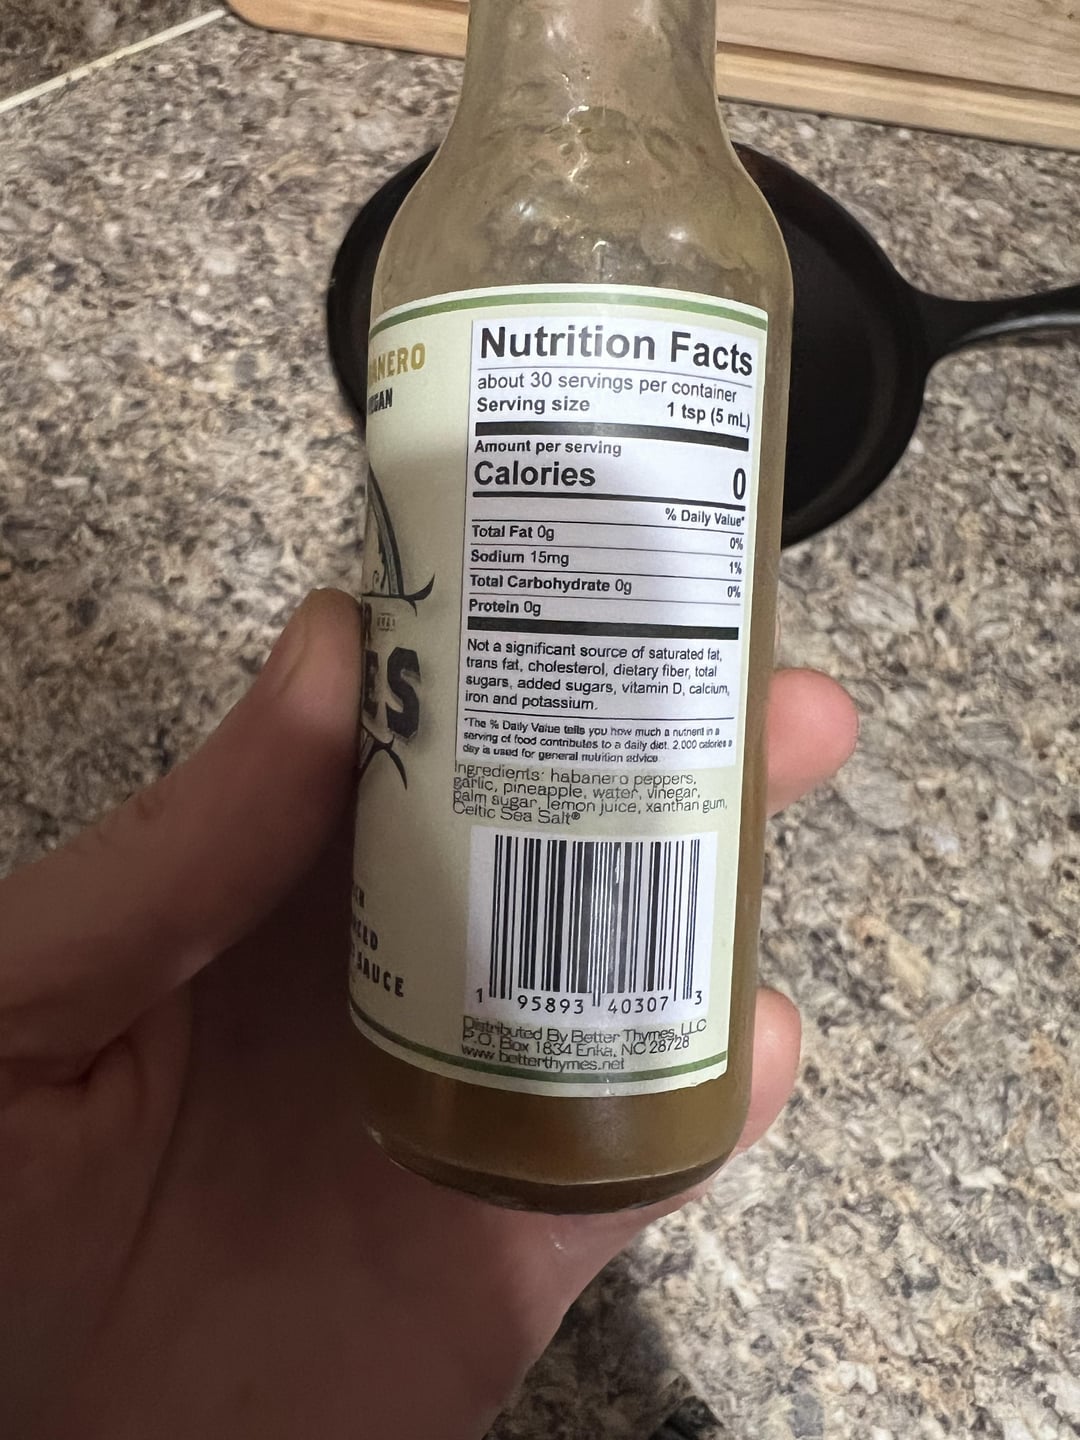 ANERO
Nutrition Facts
about 30 servings per container
Serving size 1 tsp (5 mL)
Amount per serving
Calories 0
% Daily Value*
Total Fat 0g 0%
Sodium 15mg 1%
Total Carbohydrate 0g 0%
Protein 0g
Not a significant source of saturated fat,
trans fat, cholesterol, dietary fiber, total
sugars, added sugars, vitamin D, calcium,
iron and potassium.
*The % Daily Value tells you how much a nutrient in a
serving of food contributes to a daily diet. 2,000 calories a
day is used for general nutrition advice.
Ingredients: habanero peppers,
garlic, pineapple, water, vinegar,
palm sugar, lemon juice, xanthan gum,
Celtic Sea Salt®
1 95893 40307 3
Distributed By Better Thymes, LLC
P.O. Box 1834 Enka, NC 28728
www.betterthymes.net
ES
SAUCE